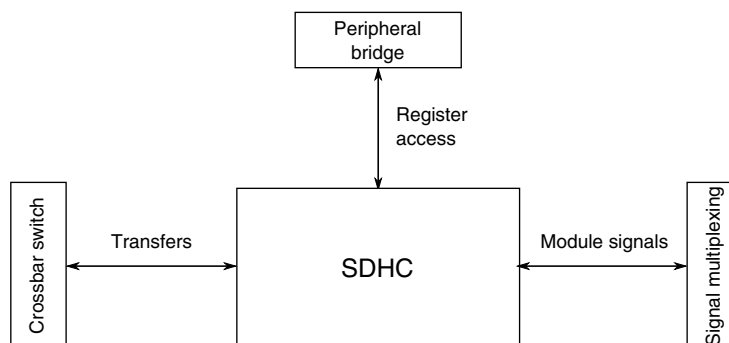 Peripheral
bridge
Register
access
Crossbar switch
Transfers
SDHC
Module signals
Signal multiplexing